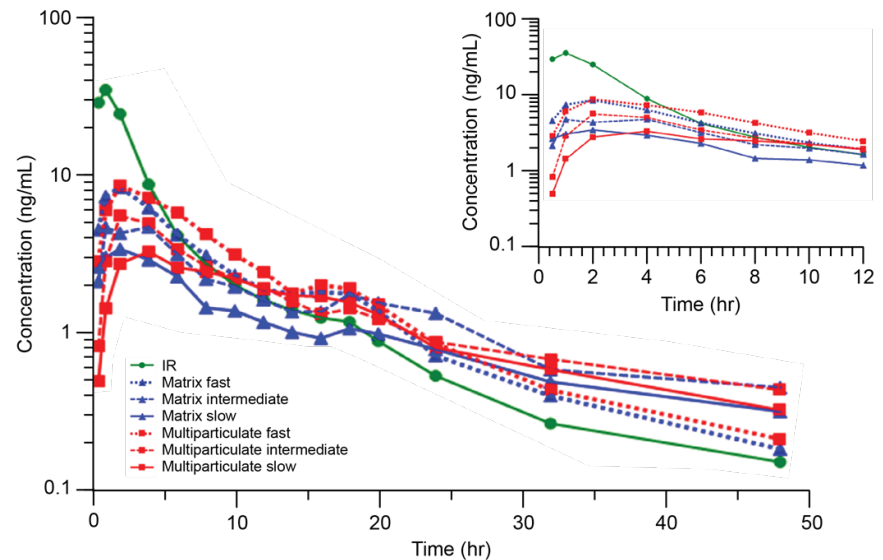 100
10
1
0.1
Concentration (ng/mL)
0
10
20
30
40
50
Time (hr)
IR
Matrix fast
Matrix intermediate
Matrix slow
Multiparticulate fast
Multiparticulate intermediate
Multiparticulate slow
100
10
1
0.1
Concentration (ng/mL)
0
2
4
6
8
10
12
Time (hr)